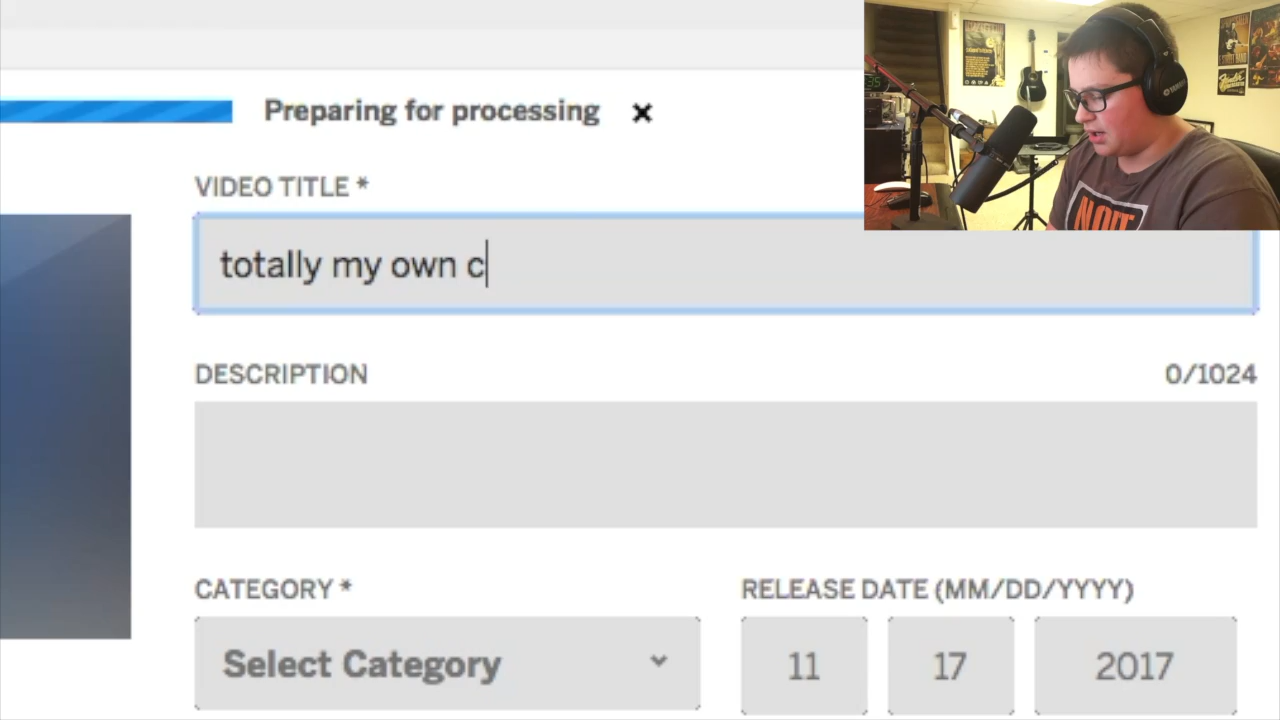 Preparing for processing ×
VIDEO TITLE *
totally my own c
DESCRIPTION
0/1024
CATEGORY *
Select Category
RELEASE DATE (MM/DD/YYYY)
11
17
2017